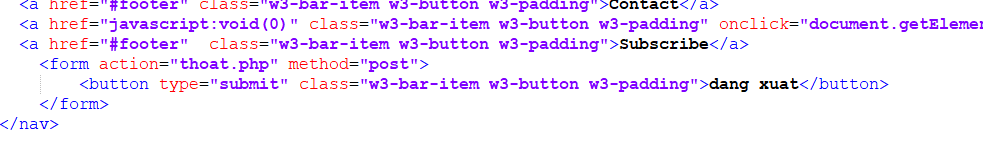 <a href="#footer" class="w3-bar-item w3-button w3-padding">Contact</a>
<a href="javascript:void(0)" class="w3-bar-item w3-button w3-padding" onclick="document.getElemen
<a href="#footer"  class="w3-bar-item w3-button w3-padding">Subscribe</a>
<form action="thoat.php" method="post">
<button type="submit" class="w3-bar-item w3-button w3-padding">dang xuat</button>
</form>
</nav>